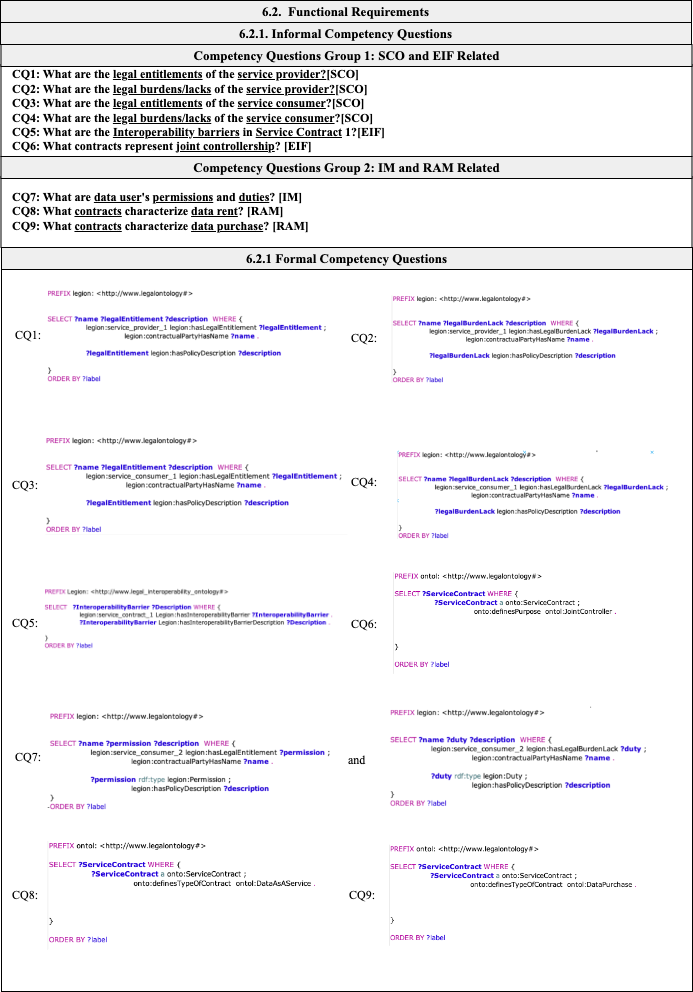 6.2. Functional Requirements
6.2.1. Informal Competency Questions
Competency Questions Group 1: SCO and EIF Related
CQ1: What are the legal entitlements of the service provider?[SCO]
CQ2: What are the legal burdens/lacks of the service provider?[SCO]
CQ3: What are the legal entitlements of the service consumer?[SCO]
CQ4: What are the legal burdens/lacks of the service consumer?[SCO]
CQ5: What are the Interoperability barriers in Service Contract 1?[EIF]
CQ6: What contracts represent joint controllership? [EIF]
Competency Questions Group 2: IM and RAM Related
CQ7: What are data user's permissions and duties? [IM]
CQ8: What contracts characterize data rent? [RAM]
CQ9: What contracts characterize data purchase? [RAM]
6.2.1 Formal Competency Questions
CQ1:
PREFIX legion: <http://www.legalontology#>
SELECT ?name ?legalEntitlement ?description WHERE {
legion:service_provider_1 legion:hasLegalEntitlement ?legalEntitlement ;
legion:contractualPartyHasName ?name .
?legalEntitlement legion:hasPolicyDescription ?description
}
ORDER BY ?label
CQ2:
PREFIX legion: <http://www.legalontology#>
SELECT ?name ?legalBurdenLack ?description WHERE {
legion:service_provider_1 legion:hasLegalBurdenLack ?legalBurdenLack ;
legion:contractualPartyHasName ?name .
?legalBurdenLack legion:hasPolicyDescription ?description
}
ORDER BY ?label
CQ3:
PREFIX legion: <http://www.legalontology#>
SELECT ?name ?legalEntitlement ?description WHERE {
legion:service_consumer_1 legion:hasLegalEntitlement ?legalEntitlement ;
legion:contractualPartyHasName ?name .
?legalEntitlement legion:hasPolicyDescription ?description
}
ORDER BY ?label
CQ4:
PREFIX legion: <http://www.legalontology#>
SELECT ?name ?legalBurdenLack ?description WHERE {
legion:service_consumer_1 legion:hasLegalBurdenLack ?legalBurdenLack ;
legion:contractualPartyHasName ?name .
?legalBurdenLack legion:hasPolicyDescription ?description
}
ORDER BY ?label
CQ5:
PREFIX Legion: <http://www.legal_interoperability_ontology#>
SELECT ?InteroperabilityBarrier ?Description WHERE {
legion:service_contract_1 Legion:hasInteroperabilityBarrier ?InteroperabilityBarrier .
?InteroperabilityBarrier Legion:hasInteroperabilityBarrierDescription ?Description .
}
ORDER BY ?label
CQ6:
PREFIX ontol: <http://www.legalontology#>
SELECT ?ServiceContract WHERE {
?ServiceContract a onto:ServiceContract ;
onto:definesPurpose ontol:JointController .
}
ORDER BY ?label
CQ7:
PREFIX legion: <http://www.legalontology#>
SELECT ?name ?permission ?description WHERE {
legion:service_consumer_2 legion:hasLegalEntitlement ?permission ;
legion:contractualPartyHasName ?name .
?permission rdf:type legion:Permission ;
legion:hasPolicyDescription ?description
}
-ORDER BY ?label
and
PREFIX legion: <http://www.legalontology#>
SELECT ?name ?duty ?description WHERE {
legion:service_consumer_2 legion:hasLegalBurdenLack ?duty ;
legion:contractualPartyHasName ?name .
?duty rdf:type legion:Duty ;
legion:hasPolicyDescription ?description
}
ORDER BY ?label
CQ8:
PREFIX ontol: <http://www.legalontology#>
SELECT ?ServiceContract WHERE {
?ServiceContract a onto:ServiceContract ;
onto:definesTypeOfContract ontol:DataAsAService .
}
ORDER BY ?label
CQ9:
PREFIX ontol: <http://www.legalontology#>
SELECT ?ServiceContract WHERE {
?ServiceContract a onto:ServiceContract ;
onto:definesTypeOfContract ontol:DataPurchase .
}
ORDER BY ?label